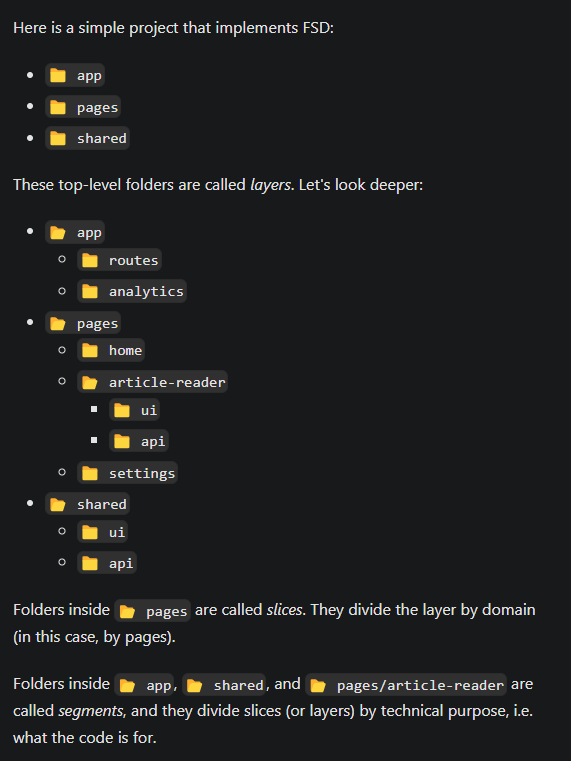 Here is a simple project that implements FSD:
app
pages
shared
These top-level folders are called layers. Let's look deeper:
app
routes
analytics
pages
home
article-reader
ui
api
settings
shared
ui
api
Folders inside pages are called slices. They divide the layer by domain
(in this case, by pages).
Folders inside app, shared, and pages/article-reader are
called segments, and they divide slices (or layers) by technical purpose, i.e.
what the code is for.